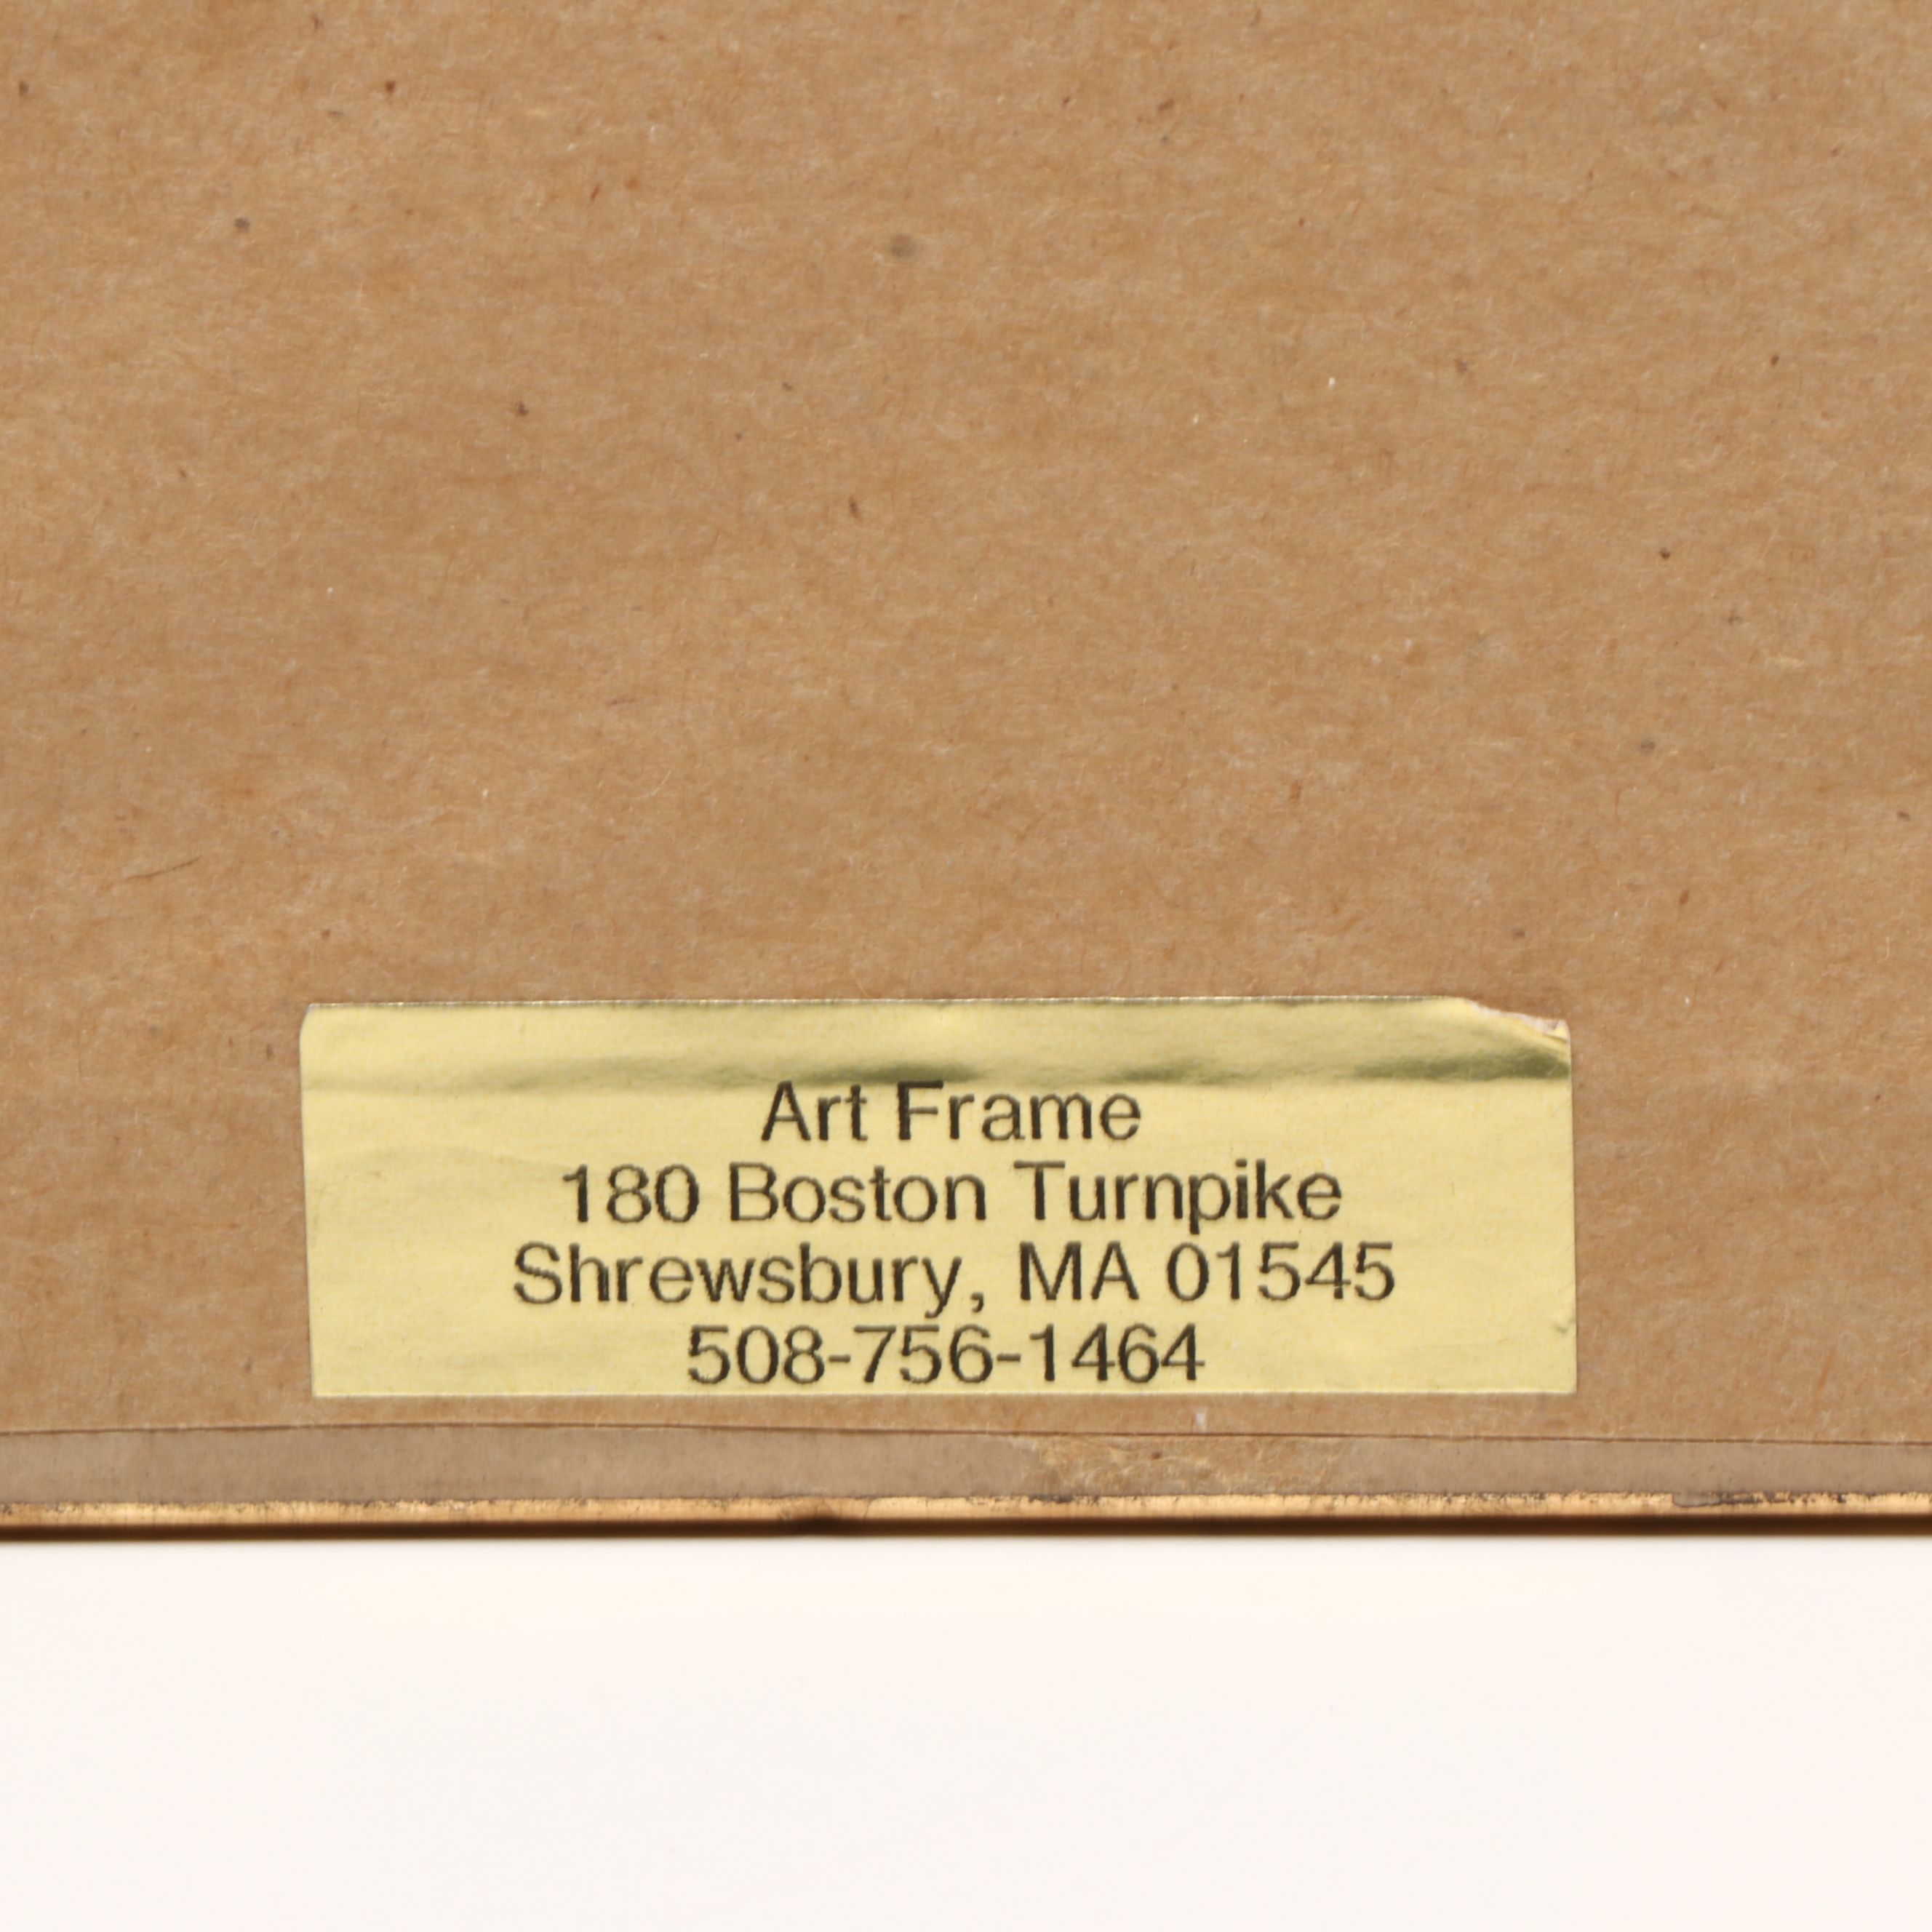 Art Frame
180 Boston Turnpike
Shrewsbury, MA 01545
508-756-1464